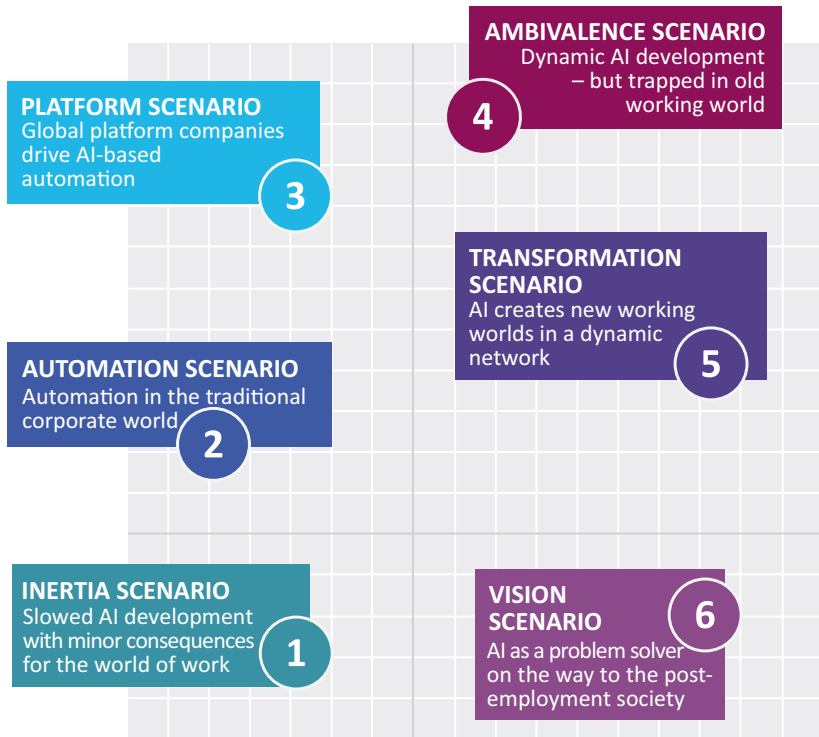 AMBIVALENCE SCENARIO
Dynamic AI development
– but trapped in old
working world
4
PLATFORM SCENARIO
Global platform companies
drive AI-based
automation
3
TRANSFORMATION
SCENARIO
AI creates new working
worlds in a dynamic
network
5
AUTOMATION SCENARIO
Automation in the traditional
corporate world
2
INERTIA SCENARIO
Slowed AI development
with minor consequences
for the world of work
1
VISION
SCENARIO
AI as a problem solver
on the way to the post-
employment society
6